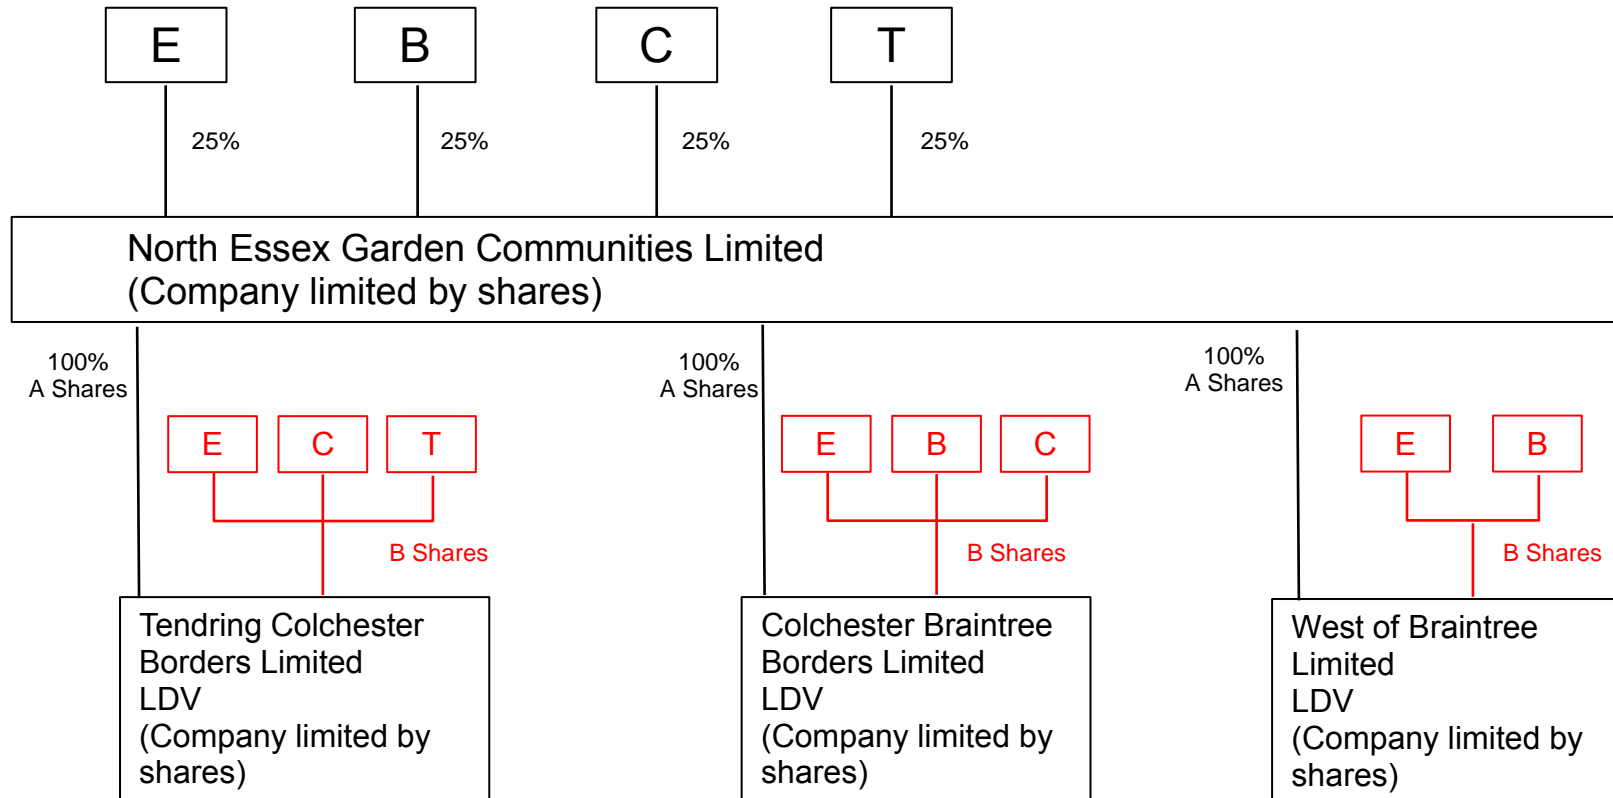 E B C T
25% 25% 25% 25%
North Essex Garden Communities Limited
(Company limited by shares)
100%
A Shares
100%
A Shares
100%
A Shares
E C T
B Shares
E B C
B Shares
E B
B Shares
Tendring Colchester
Borders Limited
LDV
(Company limited by
shares)
Colchester Braintree
Borders Limited
LDV
(Company limited by
shares)
West of Braintree
Limited
LDV
(Company limited by
shares)